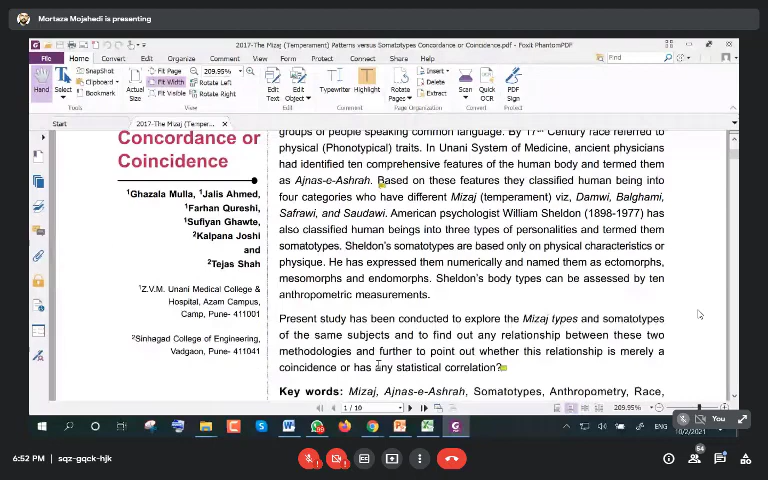 Mortaza Mojahedi is presenting
2017-The Mizaj (Temperament) Patterns versus Somatotypes Concordance or Coincidence.pdf - Foxit PhantomPDF
File Home Convert Edit Organize Comment View Form Protect Connect Share Help Find
Hand Select SnapShot Clipboard Bookmark Actual Size Fit Page Fit Width Fit Visible 209.95% Rotate Left Rotate Right Edit Text Edit Object Typewriter Highlight Rotate Pages Insert Delete Extract Scan Quick OCR PDF Sign
Tools View Edit Comment Page Organization Convert Protect
Start 2017-The Mizaj (Temper... ×
Concordance or
Coincidence
¹Ghazala Mulla, ¹Jalis Ahmed,
¹Farhan Qureshi,
¹Sufiyan Ghawte,
²Kalpana Joshi
and
²Tejas Shah
¹Z.V.M. Unani Medical College &
Hospital, Azam Campus,
Camp, Pune- 411001
²Sinhagad College of Engineering,
Vadgaon, Pune-411041
groups of people speaking common language. By 17th Century race referred to
physical (Phonotypical) traits. In Unani System of Medicine, ancient physicians
had identified ten comprehensive features of the human body and termed them
as Ajnas-e-Ashrah. Based on these features they classified human being into
four categories who have different Mizaj (temperament) viz, Damwi, Balghami,
Safrawi, and Saudawi. American psychologist William Sheldon (1898-1977) has
also classified human beings into three types of personalities and termed them
somatotypes. Sheldon's somatotypes are based only on physical characteristics or
physique. He has expressed them numerically and named them as ectomorphs,
mesomorphs and endomorphs. Sheldon's body types can be assessed by ten
anthropometric measurements.
Present study has been conducted to explore the Mizaj types and somatotypes
of the same subjects and to find out any relationship between these two
methodologies and further to point out whether this relationship is merely a
coincidence or has any statistical correlation?
Key words: Mizaj, Ajnas-e-Ashrah, Somatotypes, Anthropometry, Race,
1 / 10
209.95%
You
ENG
10/2/2021
6:52 PM sqz-gqck-hjk
54